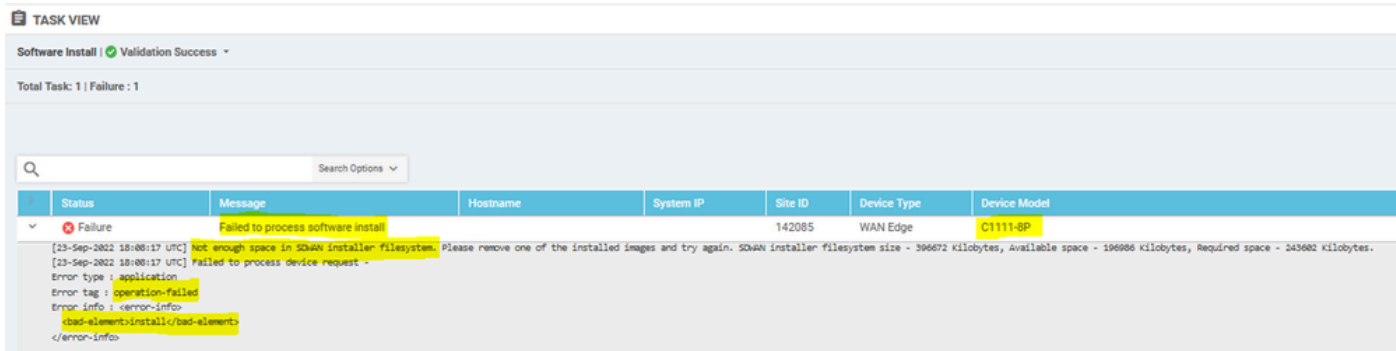 TASK VIEW
Software Install | Validation Success
Total Task: 1 | Failure : 1
Search Options
Status Message Hostname System IP Site ID Device Type Device Model
Failure Failed to process software install 142085 WAN Edge C1111-8P
[23-Sep-2022 18:08:17 UTC] Not enough space in SDWAN installer filesystem. Please remove one of the installed images and try again. SDWAN installer filesystem size - 396672 Kilobytes, Available space - 196986 Kilobytes, Required space - 243602 Kilobytes.
[23-Sep-2022 18:08:17 UTC] Failed to process device request -
Error type : application
Error tag : operation-failed
Error info : <error-info>
<bad-element>install</bad-element>
</error-info>